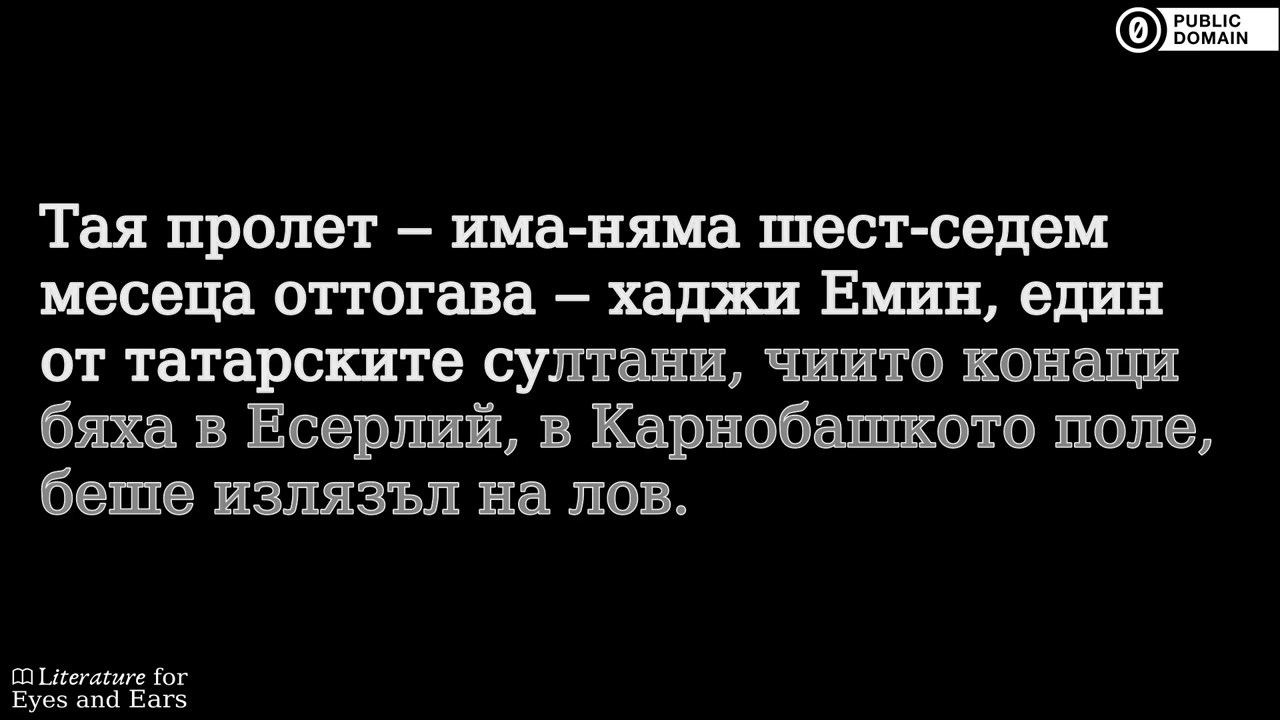 PUBLIC
DOMAIN
Тая пролет – има-няма шест-седем
месеца оттогава – хаджи Емин, един
от татарските султани, чиито конаци
бяха в Есерлий, в Карнобашкото поле,
беше излязъл на лов.
Literature for
Eyes and Ears